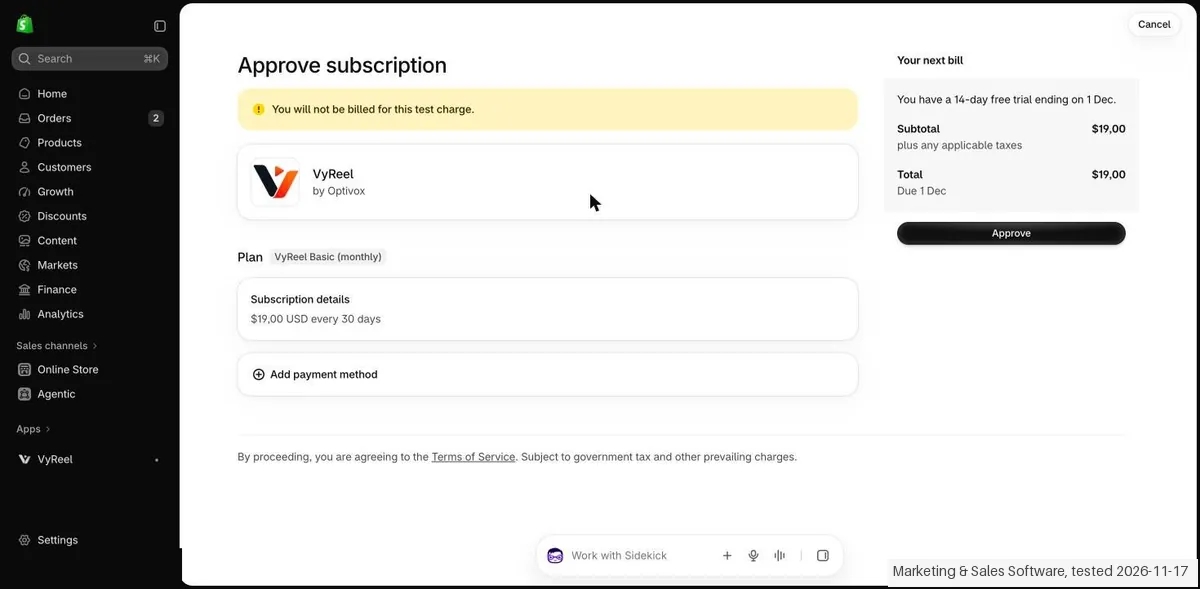 Search ⌘K
Home
Orders 2
Products
Customers
Growth
Discounts
Content
Markets
Finance
Analytics
Sales channels
Online Store
Agentic
Apps
VyReel
Settings
Cancel
Approve subscription
You will not be billed for this test charge.
VyReel
by Optivox
Plan VyReel Basic (monthly)
Subscription details
$19,00 USD every 30 days
Add payment method
By proceeding, you are agreeing to the Terms of Service. Subject to government tax and other prevailing charges.
Your next bill
You have a 14-day free trial ending on 1 Dec.
Subtotal $19,00
plus any applicable taxes
Total $19,00
Due 1 Dec
Approve
Work with Sidekick
Marketing & Sales Software, tested 2026-11-17